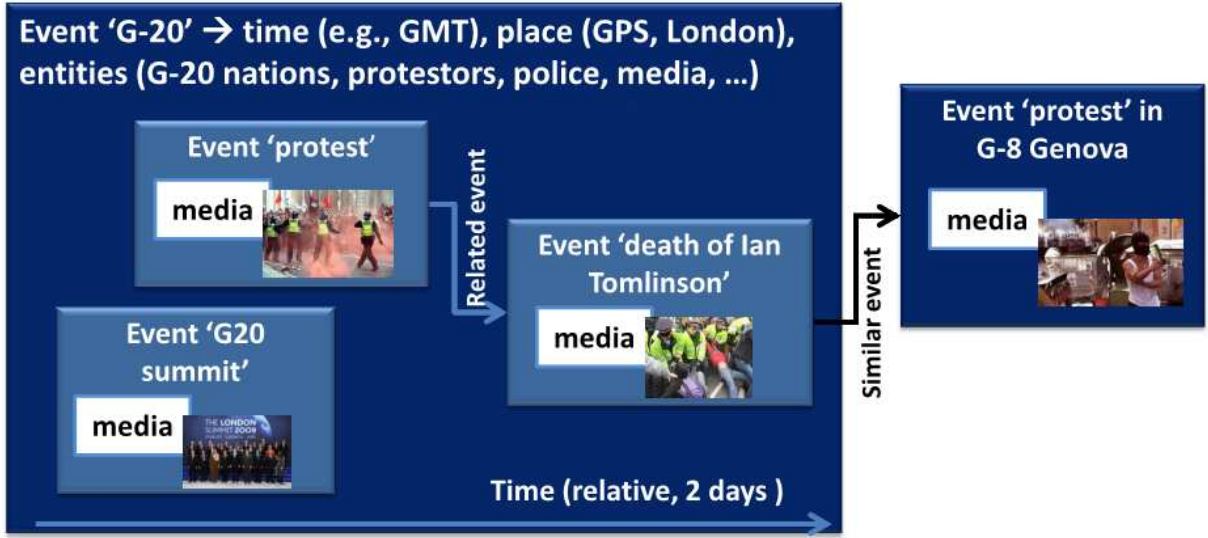 Event ‘G-20’ → time (e.g., GMT), place (GPS, London),
entities (G-20 nations, protestors, police, media, …)
Event ‘protest’
media
Related event
Event ‘death of Ian
Tomlinson’
media
Event ‘G20
summit’
media
THE LONDON
SUMMIT 2009
Time (relative, 2 days )
Similar event
Event ‘protest’ in
G-8 Genova
media